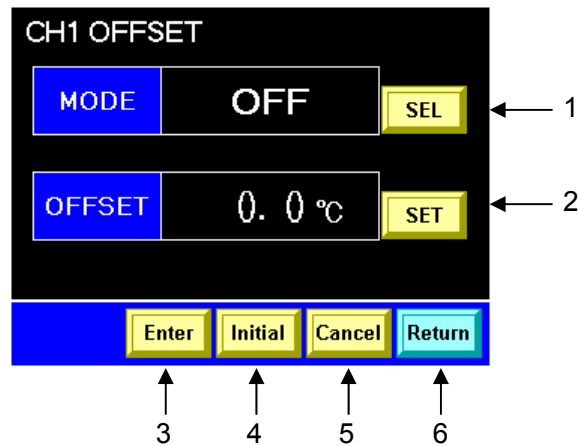 CH1 OFFSET
MODE OFF SEL 1
OFFSET 0. 0 ℃ SET 2
Enter Initial Cancel Return
3 4 5 6